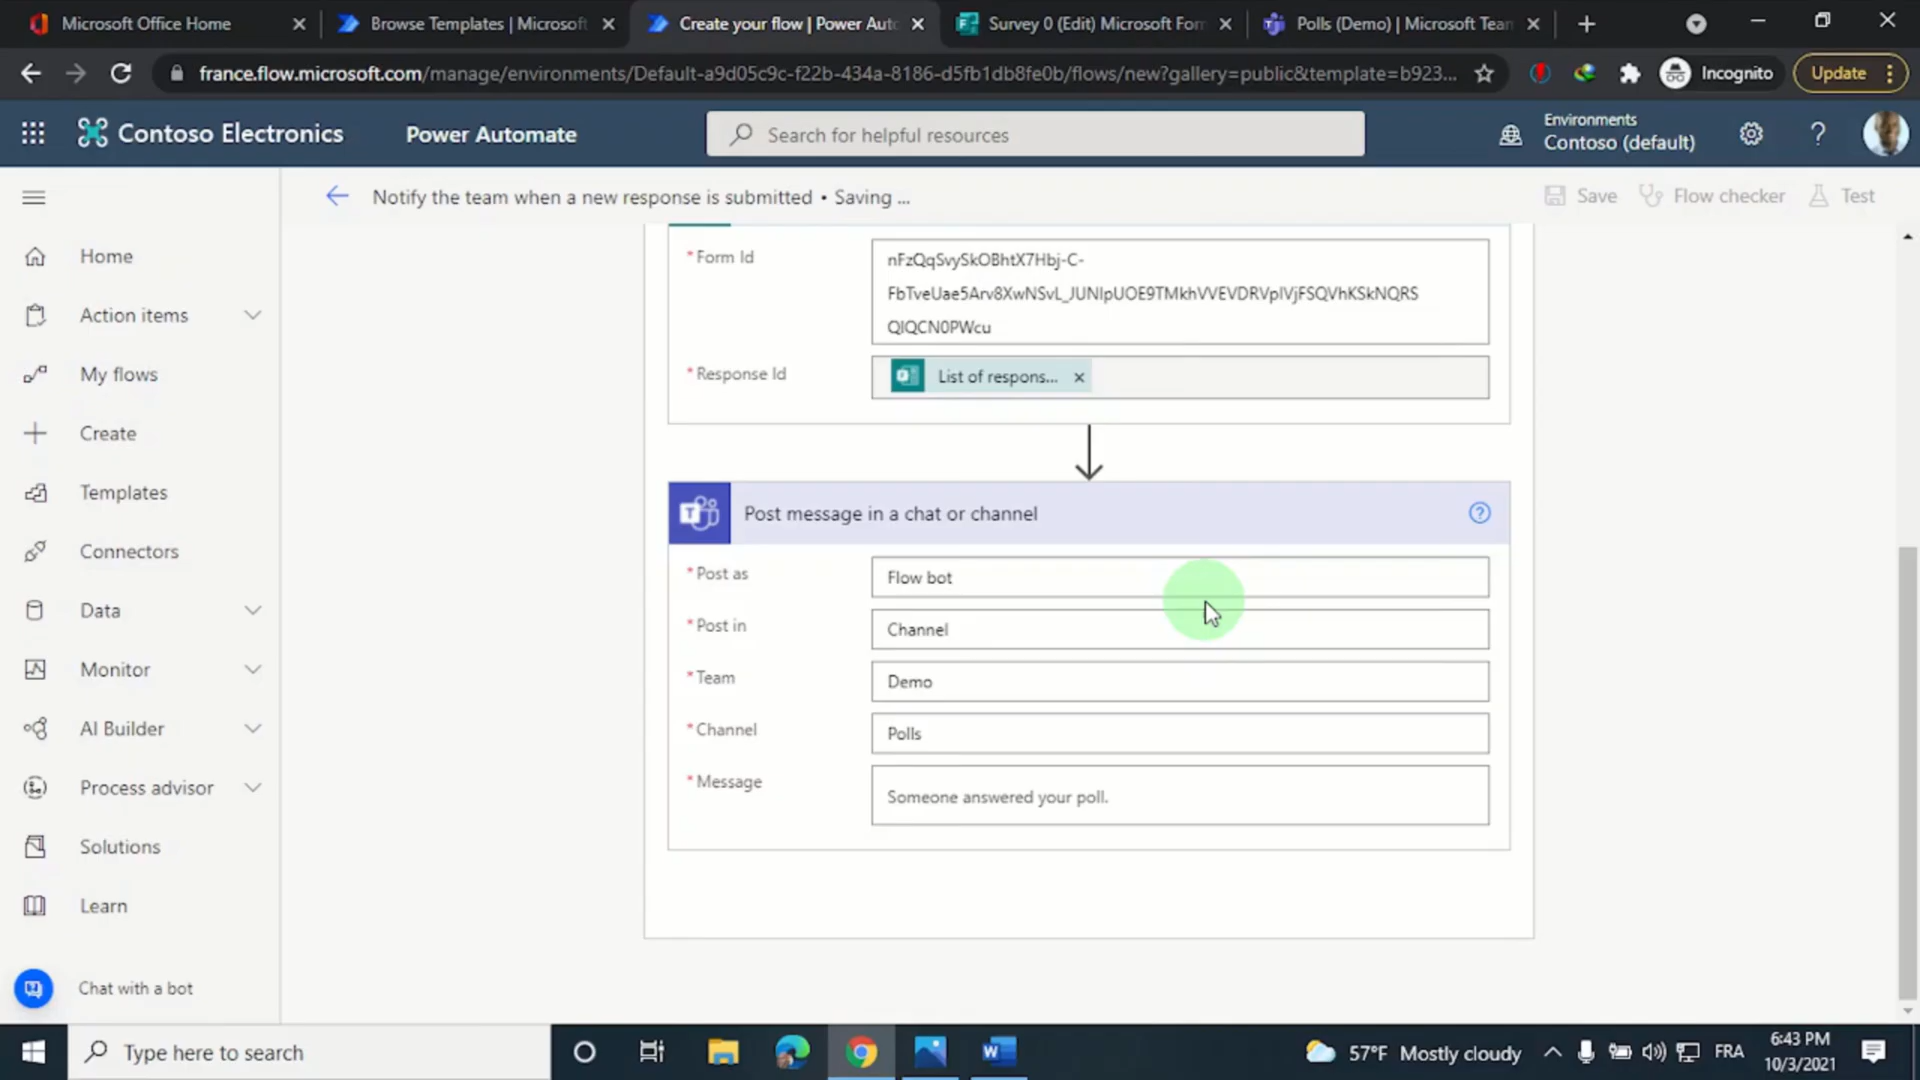 Microsoft Office Home
Browse Templates | Microsoft
Create your flow | Power Auto
Survey 0 (Edit) Microsoft For
Polls (Demo) | Microsoft Team
france.flow.microsoft.com/manage/environments/Default-a9d05c9c-f22b-434a-8186-d5fb1db8fe0b/flows/new?gallery=public&template=b923...
Incognito
Update
Contoso Electronics
Power Automate
Search for helpful resources
Environments
Contoso (default)
Notify the team when a new response is submitted • Saving ...
Save
Flow checker
Test
Home
Action items
My flows
Create
Templates
Connectors
Data
Monitor
AI Builder
Process advisor
Solutions
Learn
Chat with a bot
* Form Id
nFzQqSvySkOBhtX7Hbj-C-
FbTveUae5Arv8XwNSvL_JUNlpUOE9TMkhVVEVDRVplVjFSQVhKSkNQRS
QlQCN0PWcu
* Response Id
List of respons... ×
Post message in a chat or channel
* Post as
Flow bot
* Post in
Channel
* Team
Demo
* Channel
Polls
* Message
Someone answered your poll.
Type here to search
57°F Mostly cloudy
FRA
6:43 PM
10/3/2021